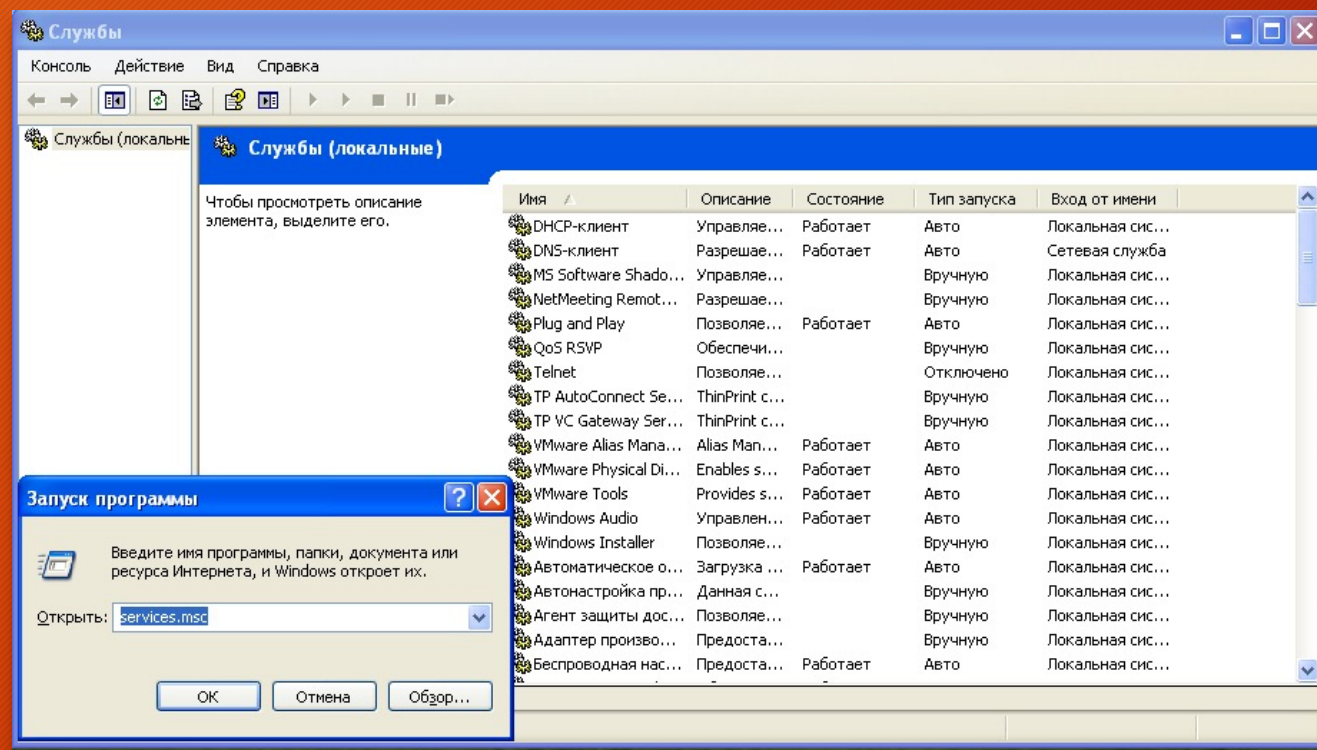 Службы
Консоль Действие Вид Справка
Службы (локальнь
Службы (локальные)
Чтобы просмотреть описание
элемента, выделите его.
Имя Описание Состояние Тип запуска Вход от имени
DHCP-клиент Управляе... Работает Авто Локальная сис...
DNS-клиент Разрешае... Работает Авто Сетевая служба
MS Software Shado... Управляе... Вручную Локальная сис...
NetMeeting Remot... Разрешае... Вручную Локальная сис...
Plug and Play Позволяе... Работает Авто Локальная сис...
QoS RSVP Обеспечи... Вручную Локальная сис...
Telnet Позволяе... Отключено Локальная сис...
TP AutoConnect Se... ThinPrint c... Вручную Локальная сис...
TP VC Gateway Ser... ThinPrint c... Вручную Локальная сис...
VMware Alias Mana... Alias Man... Работает Авто Локальная сис...
VMware Physical Di... Enables s... Работает Авто Локальная сис...
VMware Tools Provides s... Работает Авто Локальная сис...
Windows Audio Управлен... Работает Авто Локальная сис...
Windows Installer Позволяе... Вручную Локальная сис...
Автоматическое о... Загрузка ... Работает Авто Локальная сис...
Автонастройка пр... Данная с... Вручную Локальная сис...
Агент защиты дос... Позволяе... Вручную Локальная сис...
Адаптер произво... Предоста... Вручную Локальная сис...
Беспроводная нас... Предоста... Работает Авто Локальная сис...
Запуск программы
Введите имя программы, папки, документа или
ресурса Интернета, и Windows откроет их.
Открыть: services.msc
ОК Отмена Обзор...